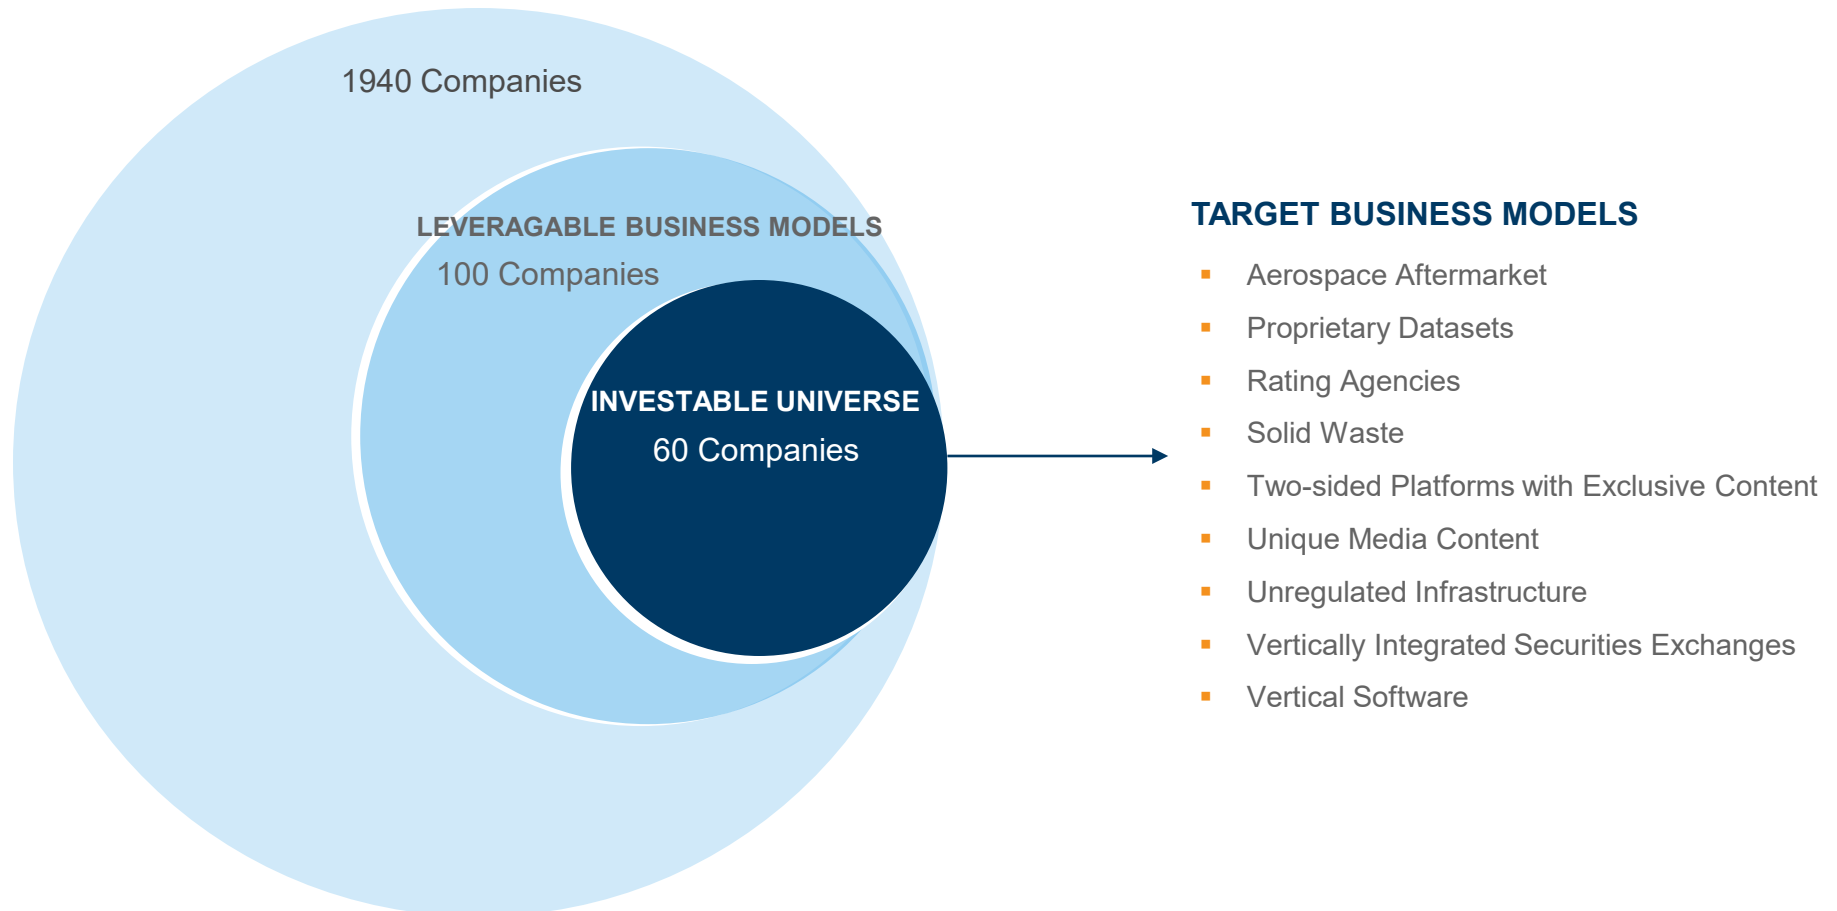 1940 Companies
LEVERAGABLE BUSINESS MODELS
100 Companies
INVESTABLE UNIVERSE
60 Companies
TARGET BUSINESS MODELS
▪ Aerospace Aftermarket
▪ Proprietary Datasets
▪ Rating Agencies
▪ Solid Waste
▪ Two-sided Platforms with Exclusive Content
▪ Unique Media Content
▪ Unregulated Infrastructure
▪ Vertically Integrated Securities Exchanges
▪ Vertical Software